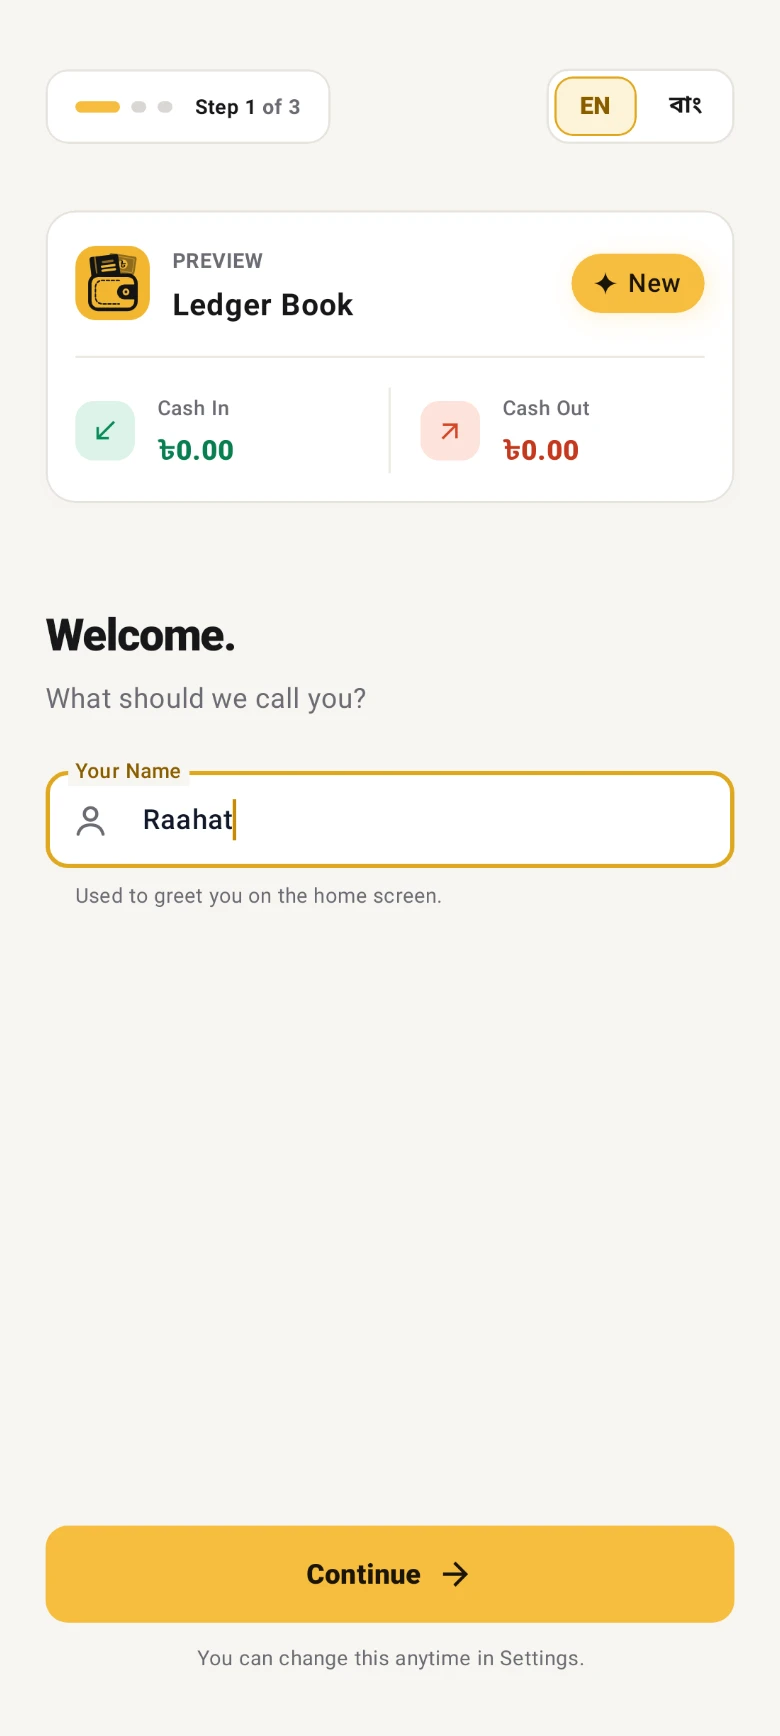 Step 1 of 3
EN
বাং
PREVIEW
Ledger Book
New
Cash In
৳0.00
Cash Out
৳0.00
Welcome.
What should we call you?
Your Name
Raahat
Used to greet you on the home screen.
Continue
You can change this anytime in Settings.